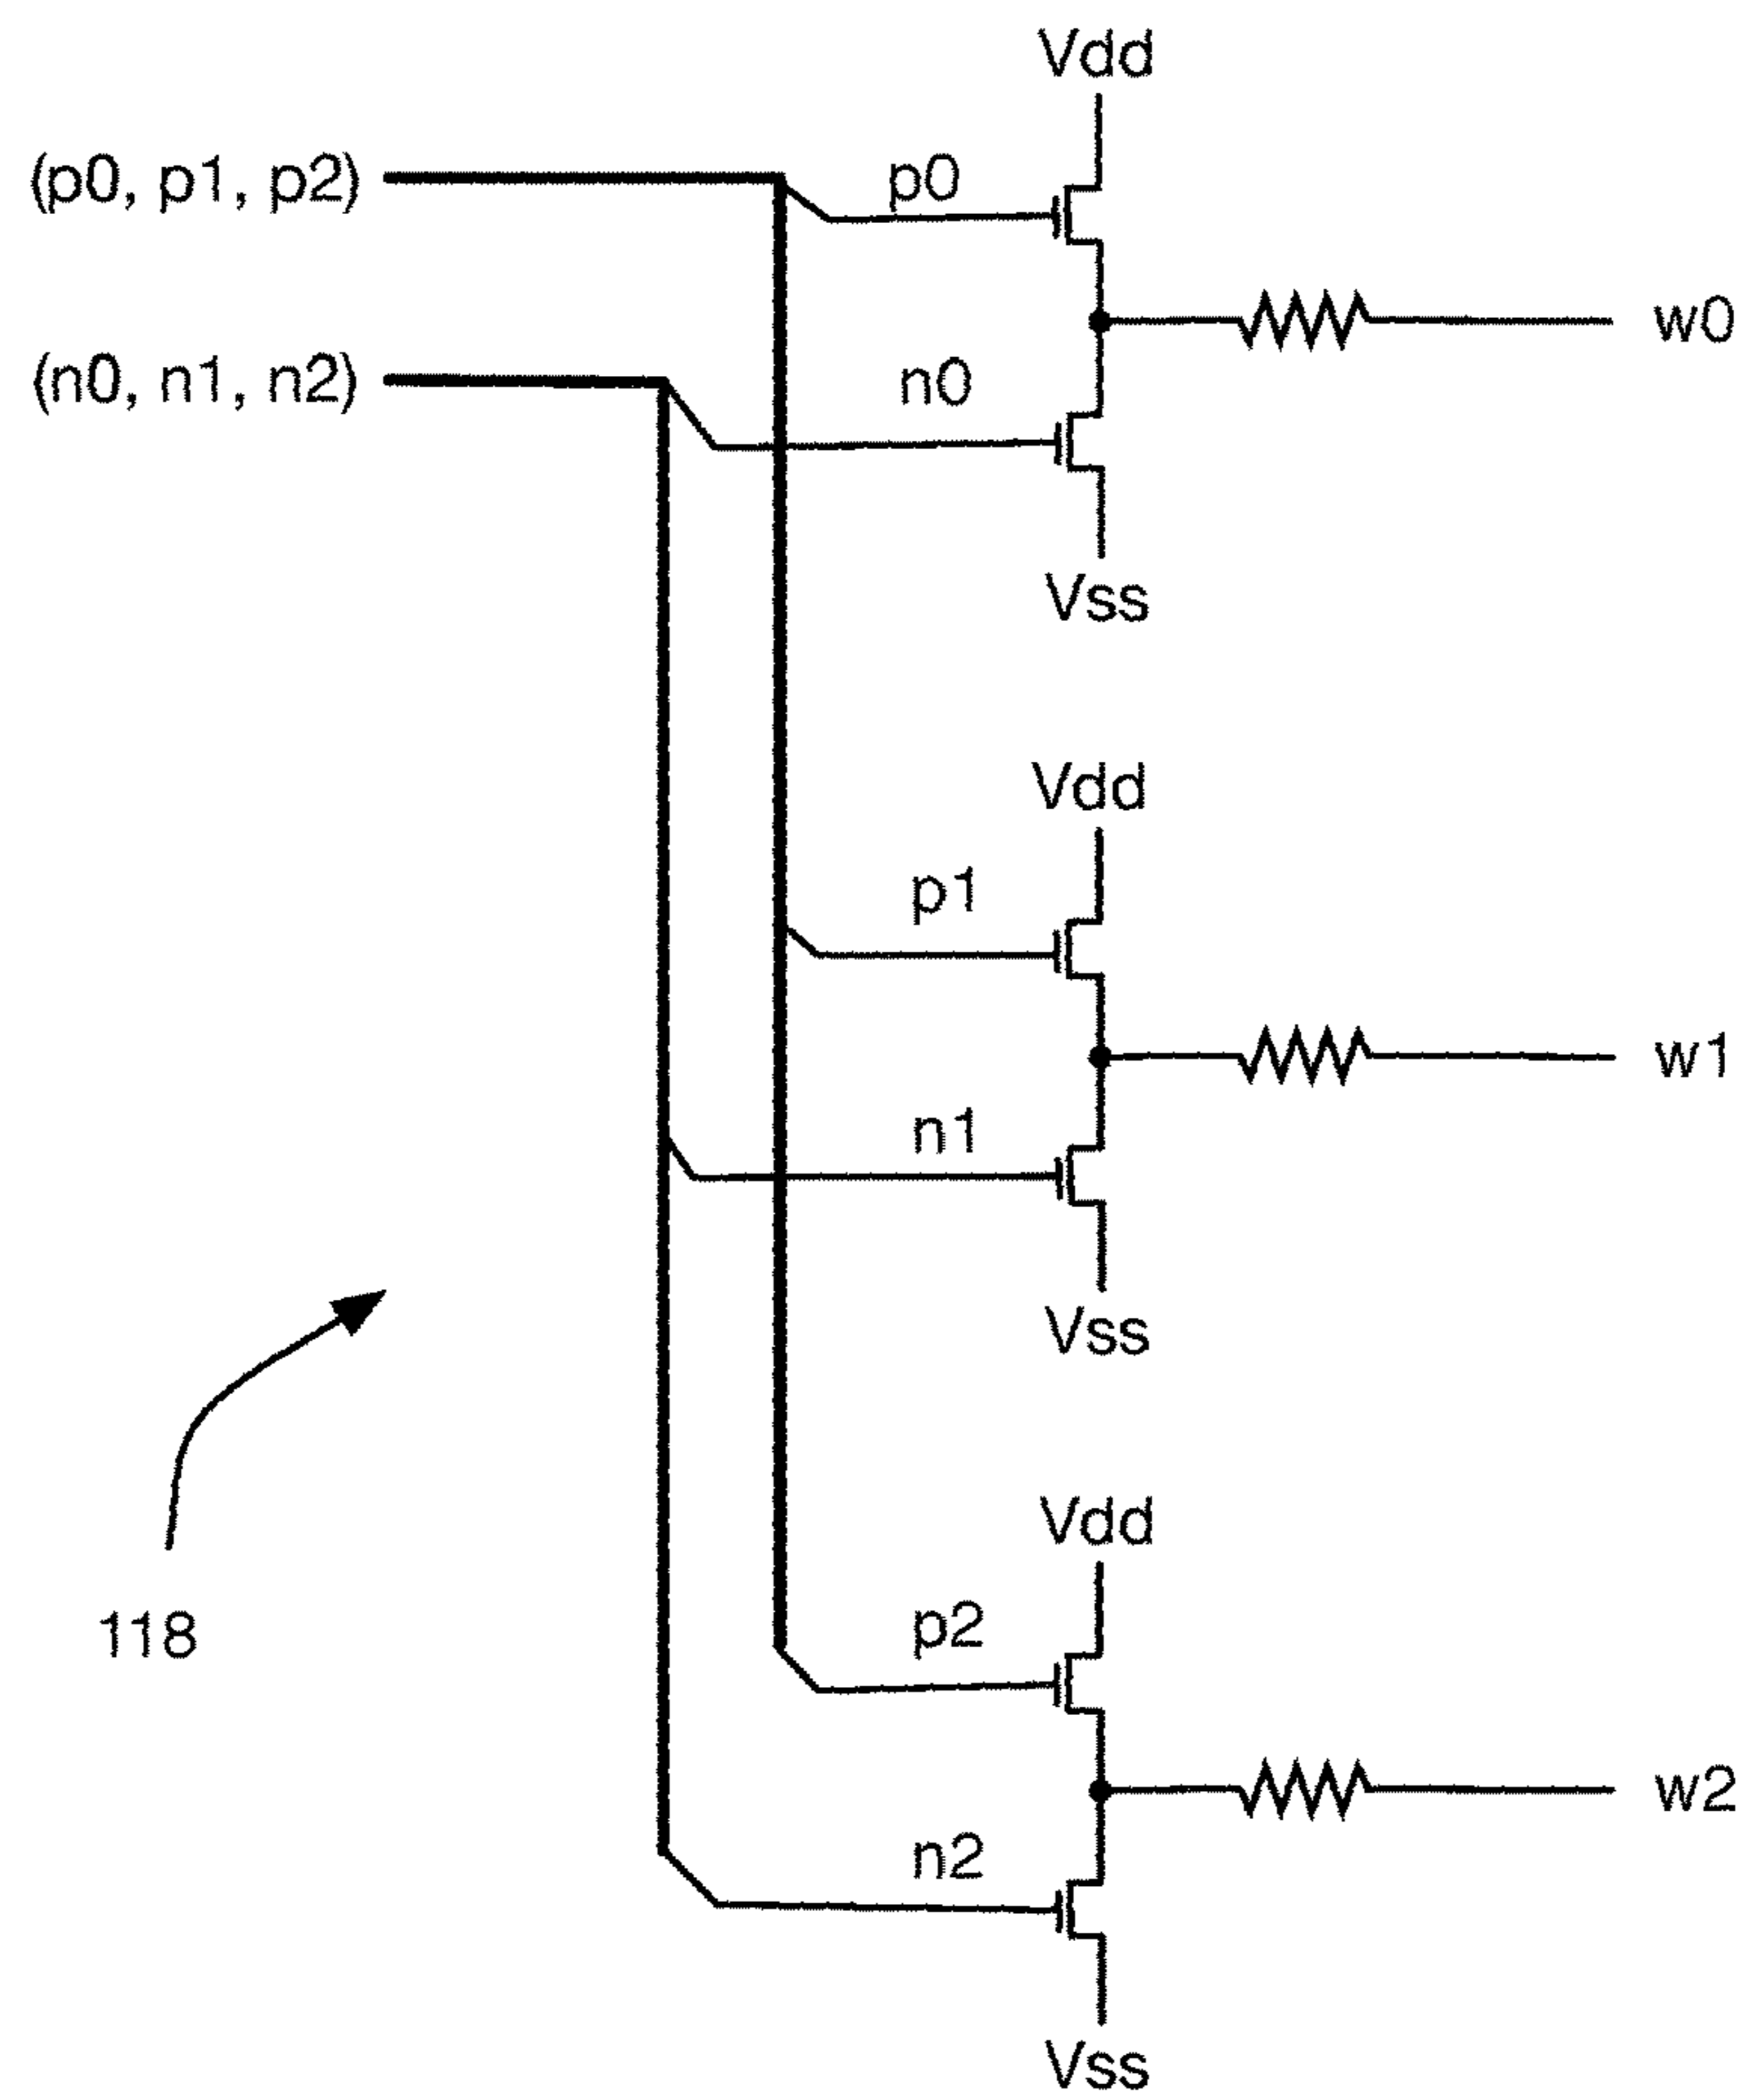 Vdd
(p0, p1, p2)
p0
w0
(n0, n1, n2)
n0
Vss
Vdd
p1
w1
n1
Vss
118
Vdd
p2
w2
n2
Vss